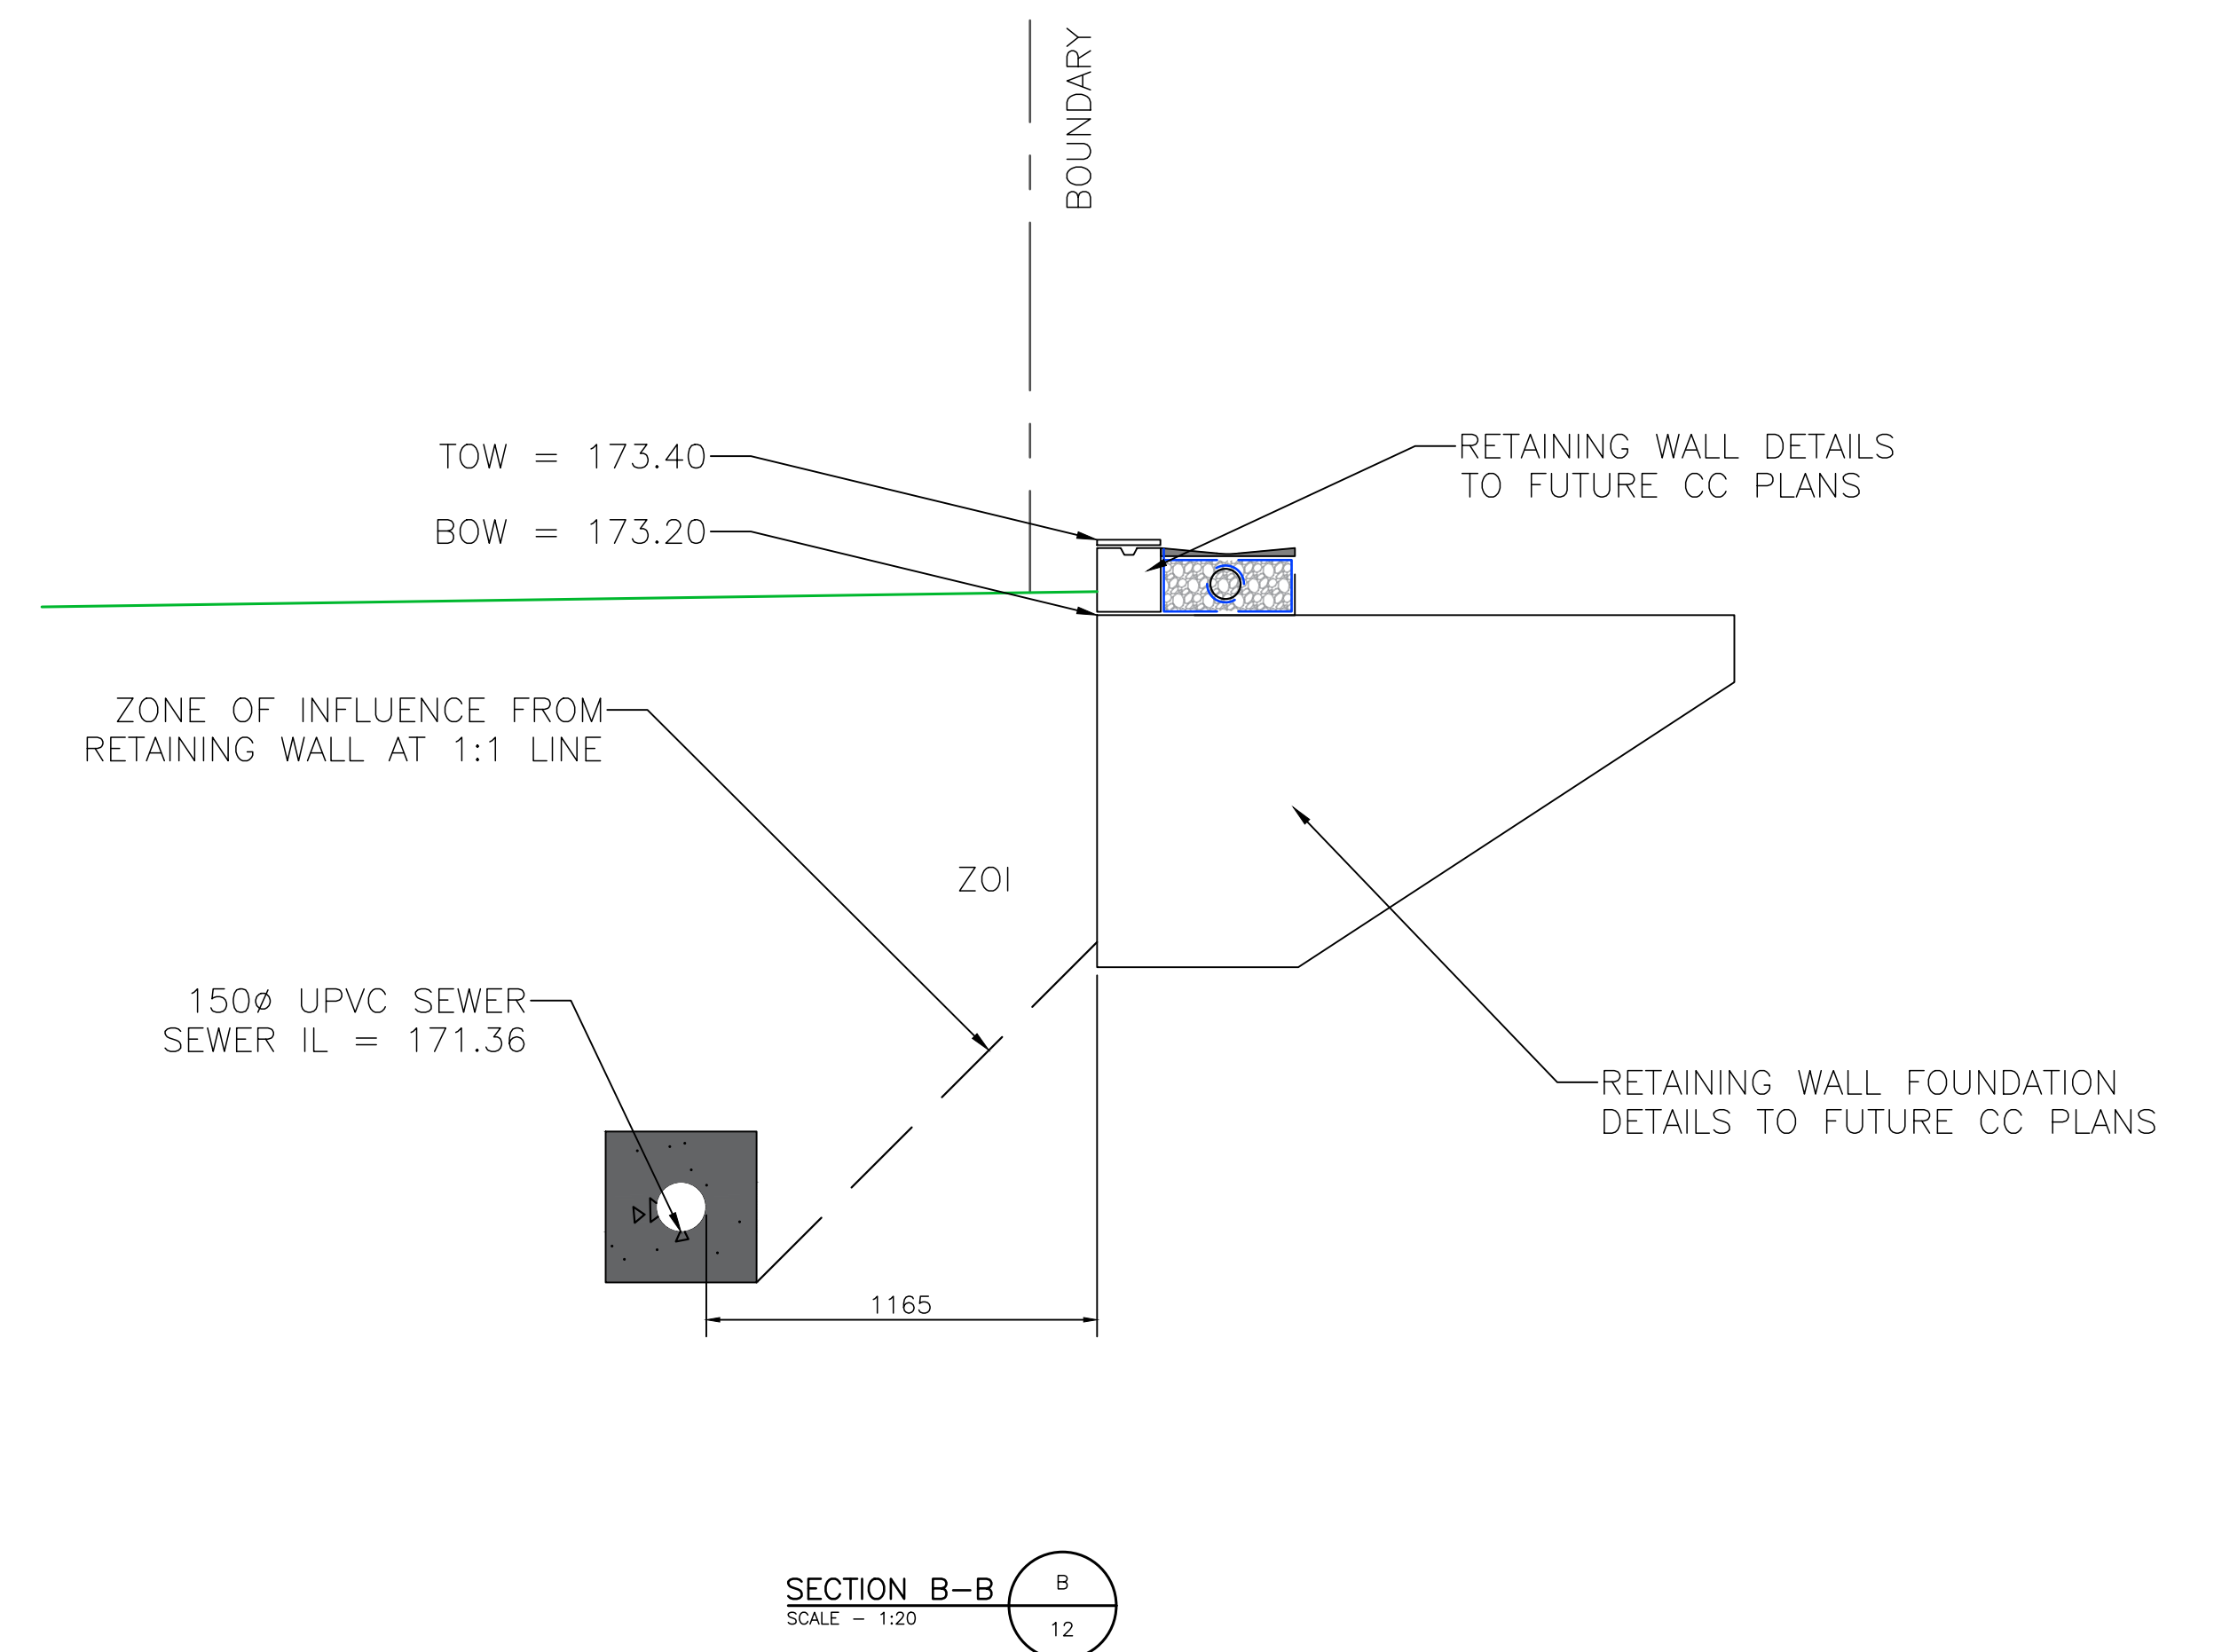 BOUNDARY
TOW = 173.40
BOW = 173.20
RETAINING WALL DETAILS
TO FUTURE CC PLANS
ZONE OF INFLUENCE FROM
RETAINING WALL AT 1:1 LINE
ZOI
150ø UPVC SEWER
SEWER IL = 171.36
RETAINING WALL FOUNDATION
DETAILS TO FUTURE CC PLANS
1165
SECTION B-B
SCALE - 1:20
B
12